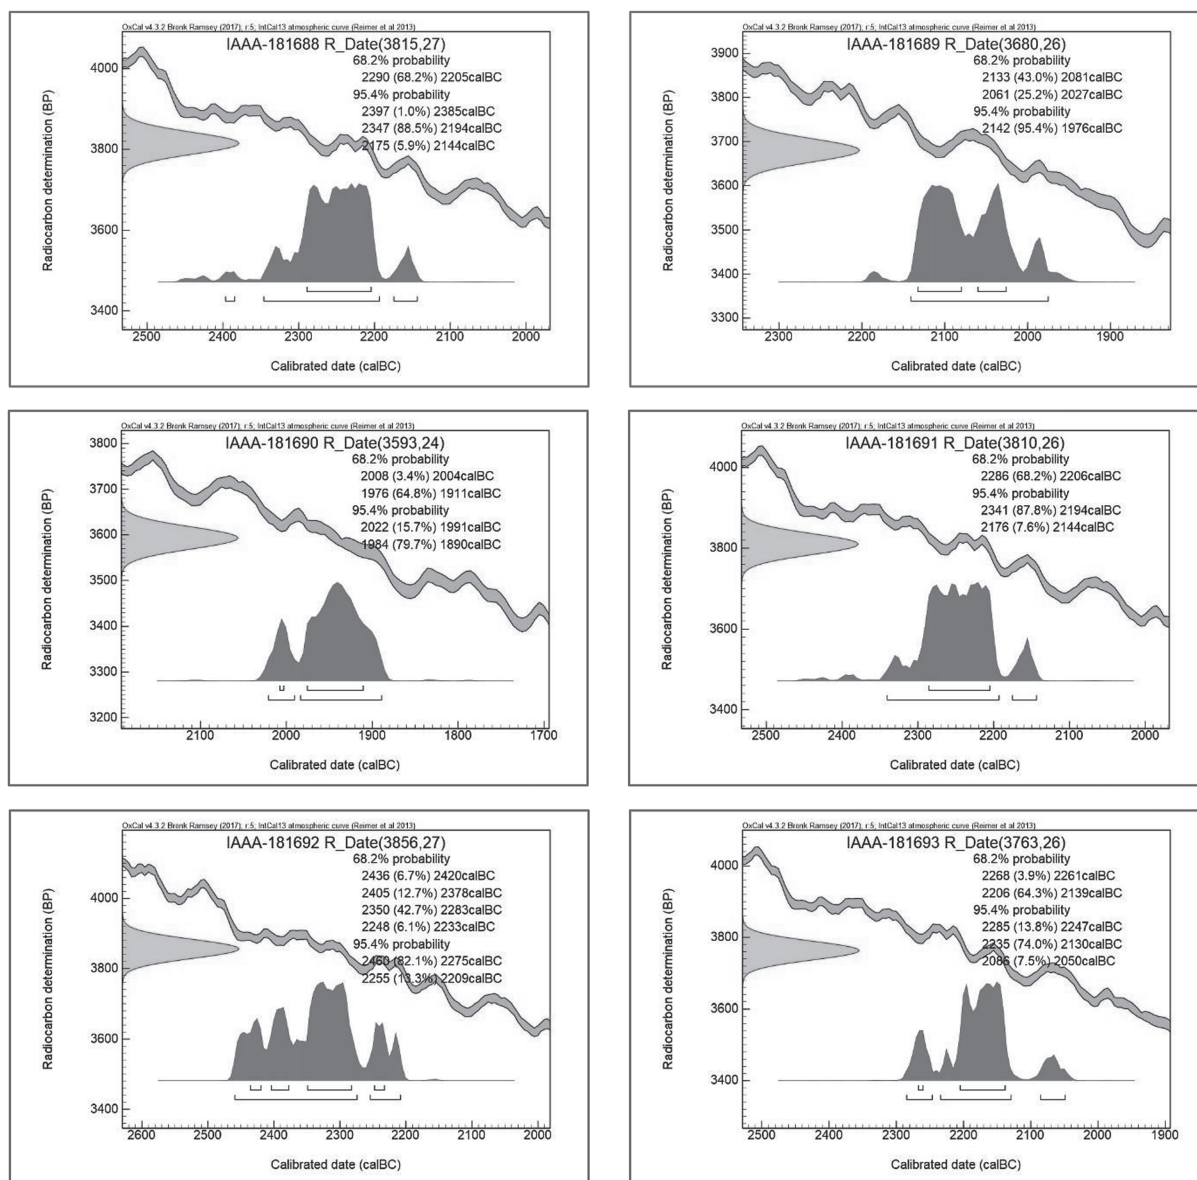 OxCal v4.3.2 Bronk Ramsey (2017); r:5; IntCal13 atmospheric curve (Reimer et al 2013)
IAAA-181688 R_Date(3815,27)
68.2% probability
2290 (68.2%) 2205calBC
95.4% probability
2397 (1.0%) 2385calBC
2347 (88.5%) 2194calBC
2175 (5.9%) 2144calBC
Radiocarbon determination (BP)
4000
3800
3600
3400
2500 2400 2300 2200 2100 2000
Calibrated date (calBC)
OxCal v4.3.2 Bronk Ramsey (2017); r:5; IntCal13 atmospheric curve (Reimer et al 2013)
IAAA-181689 R_Date(3680,26)
68.2% probability
2133 (43.0%) 2081calBC
2061 (25.2%) 2027calBC
95.4% probability
2142 (95.4%) 1976calBC
Radiocarbon determination (BP)
3900
3800
3700
3600
3500
3400
3300
2300 2200 2100 2000 1900
Calibrated date (calBC)
OxCal v4.3.2 Bronk Ramsey (2017); r:5; IntCal13 atmospheric curve (Reimer et al 2013)
IAAA-181690 R_Date(3593,24)
68.2% probability
2008 (3.4%) 2004calBC
1976 (64.8%) 1911calBC
95.4% probability
2022 (15.7%) 1991calBC
1984 (79.7%) 1890calBC
Radiocarbon determination (BP)
3800
3700
3600
3500
3400
3300
3200
2100 2000 1900 1800 1700
Calibrated date (calBC)
OxCal v4.3.2 Bronk Ramsey (2017); r:5; IntCal13 atmospheric curve (Reimer et al 2013)
IAAA-181691 R_Date(3810,26)
68.2% probability
2286 (68.2%) 2206calBC
95.4% probability
2341 (87.8%) 2194calBC
2176 (7.6%) 2144calBC
Radiocarbon determination (BP)
4000
3800
3600
3400
2500 2400 2300 2200 2100 2000
Calibrated date (calBC)
OxCal v4.3.2 Bronk Ramsey (2017); r:5; IntCal13 atmospheric curve (Reimer et al 2013)
IAAA-181692 R_Date(3856,27)
68.2% probability
2436 (6.7%) 2420calBC
2405 (12.7%) 2378calBC
2350 (42.7%) 2283calBC
2248 (6.1%) 2233calBC
95.4% probability
2460 (82.1%) 2275calBC
2255 (13.3%) 2209calBC
Radiocarbon determination (BP)
4000
3800
3600
3400
2600 2500 2400 2300 2200 2100 2000
Calibrated date (calBC)
OxCal v4.3.2 Bronk Ramsey (2017); r:5; IntCal13 atmospheric curve (Reimer et al 2013)
IAAA-181693 R_Date(3763,26)
68.2% probability
2268 (3.9%) 2261calBC
2206 (64.3%) 2139calBC
95.4% probability
2285 (13.8%) 2247calBC
2235 (74.0%) 2130calBC
2086 (7.5%) 2050calBC
Radiocarbon determination (BP)
4000
3800
3600
3400
2500 2400 2300 2200 2100 2000 1900
Calibrated date (calBC)